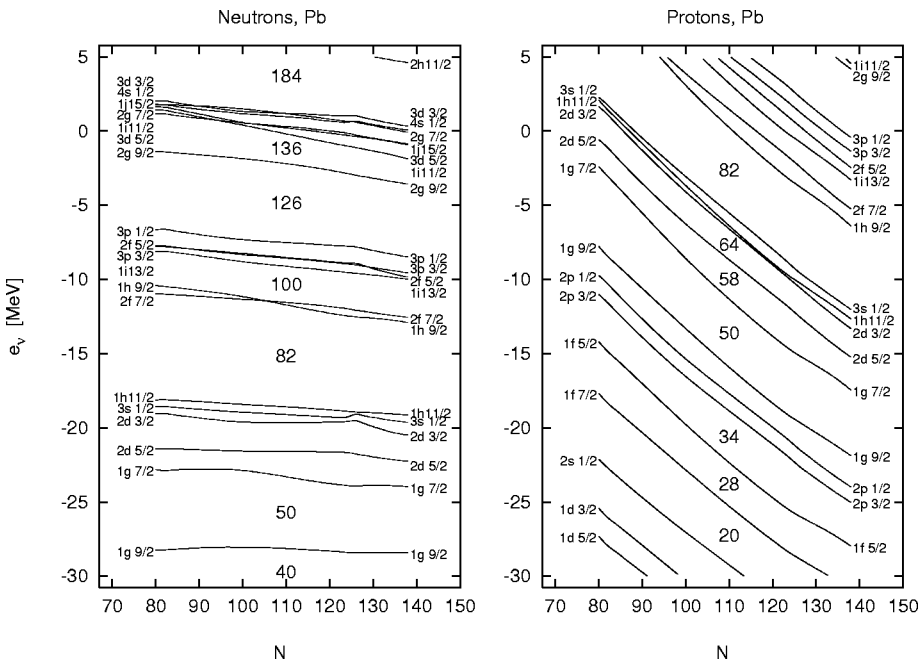 Neutrons, Pb
5
0
-5
-10
-15
-20
-25
-30
e_ν [MeV]
3d 3/2
4s 1/2
1j15/2
2g 7/2
1i11/2
3d 5/2
2g 9/2
3p 1/2
2f 5/2
3p 3/2
1i13/2
1h 9/2
2f 7/2
1h11/2
3s 1/2
2d 3/2
2d 5/2
1g 7/2
1g 9/2
184
136
126
100
82
50
40
2h11/2
3d 3/2
4s 1/2
2g 7/2
1j15/2
3d 5/2
1i11/2
2g 9/2
3p 1/2
3p 3/2
2f 5/2
1i13/2
2f 7/2
1h 9/2
1h11/2
3s 1/2
2d 3/2
2d 5/2
1g 7/2
1g 9/2
70 80 90 100 110 120 130 140 150
N
Protons, Pb
5
0
-5
-10
-15
-20
-25
-30
3s 1/2
1h11/2
2d 3/2
2d 5/2
1g 7/2
1g 9/2
2p 1/2
2p 3/2
1f 5/2
1f 7/2
2s 1/2
1d 3/2
1d 5/2
82
64
58
50
34
28
20
1i11/2
2g 9/2
3p 1/2
3p 3/2
2f 5/2
1i13/2
2f 7/2
1h 9/2
3s 1/2
1h11/2
2d 3/2
2d 5/2
1g 7/2
1g 9/2
2p 1/2
2p 3/2
1f 5/2
70 80 90 100 110 120 130 140 150
N